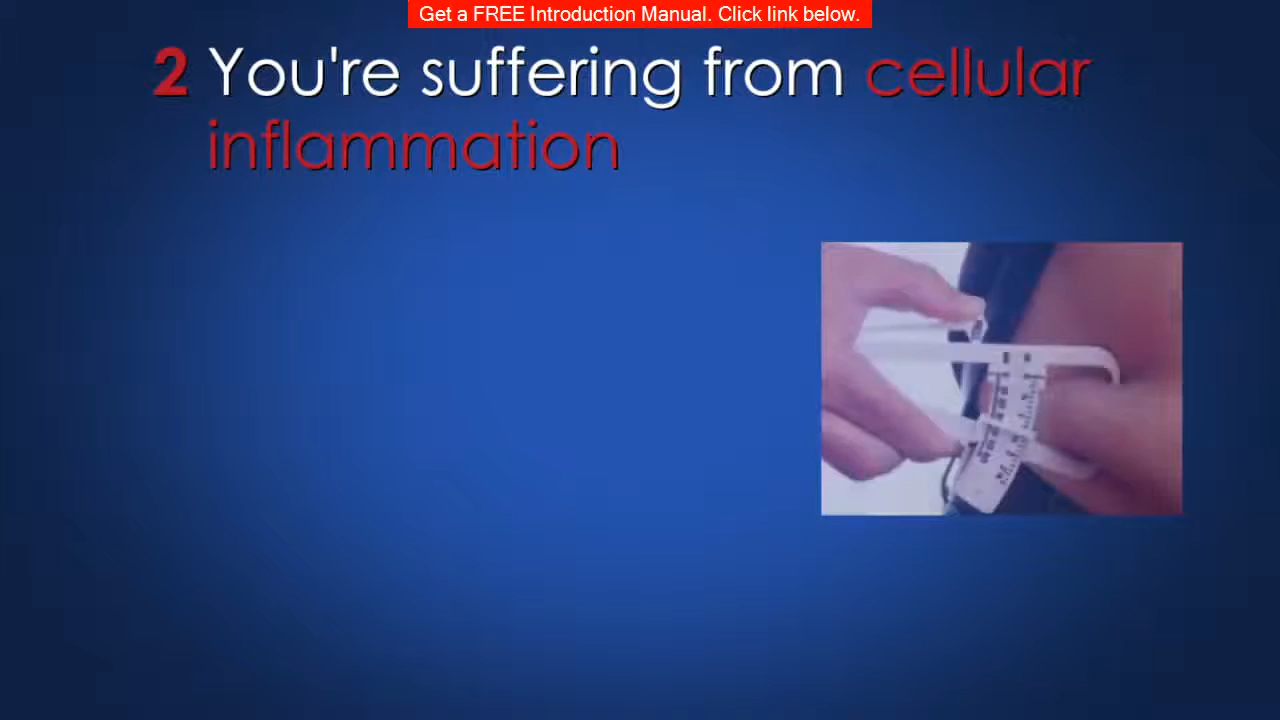 Get a FREE Introduction Manual. Click link below.
2 You're suffering from cellular
inflammation